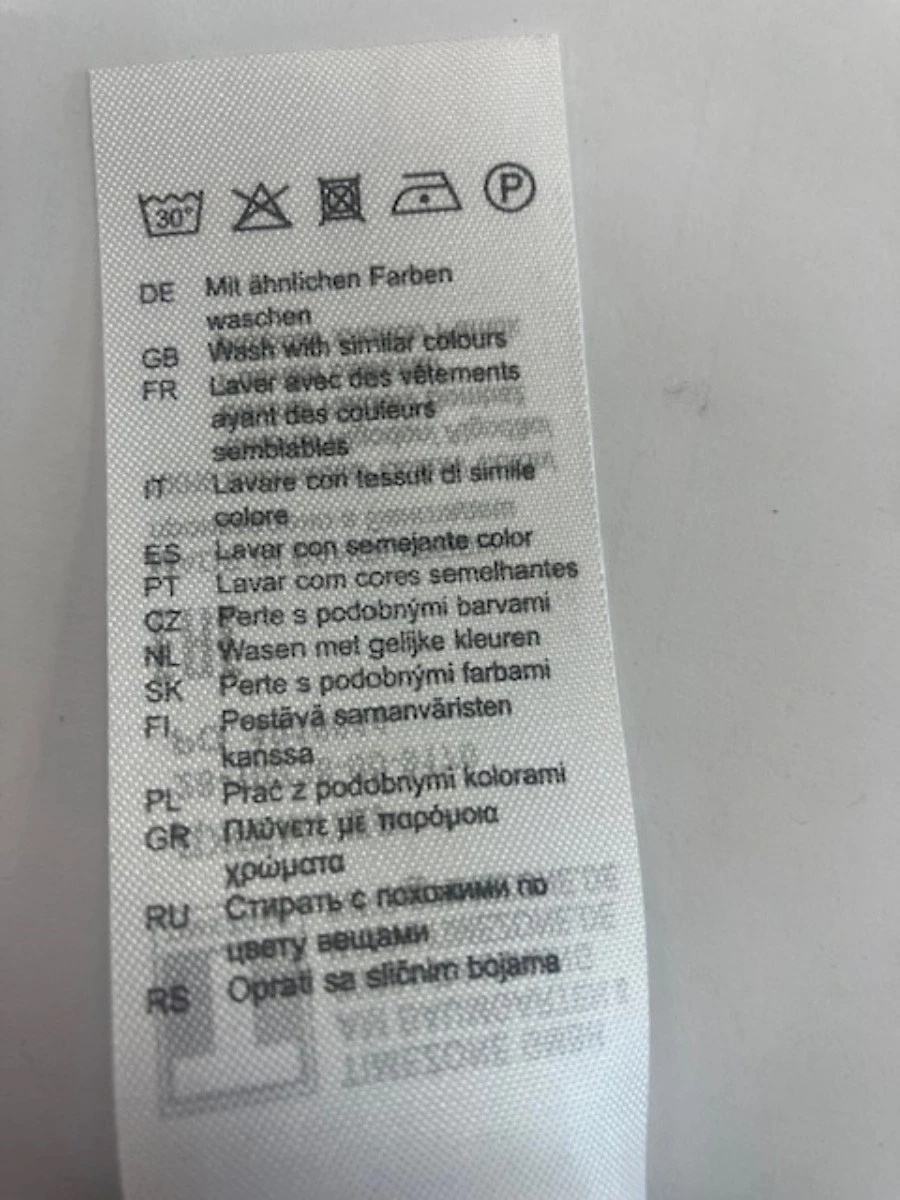 30°
P
DE Mit ähnlichen Farben
waschen
GB Wash with similar colours
FR Laver avec des vêtements
ayant des couleurs
semblables
IT Lavare con tessuti di simile
colore
ES Lavar con semejante color
PT Lavar com cores semelhantes
CZ Perte s podobnými barvami
NL Wasen met gelijke kleuren
SK Perte s podobnými farbami
FI Pestävä samanväristen
kanssa
PL Prać z podobnymi kolorami
GR Πλύνετε με παρόμοια
χρώματα
RU Стирать с похожими по
цвету вещами
RS Oprati sa sličnim bojama